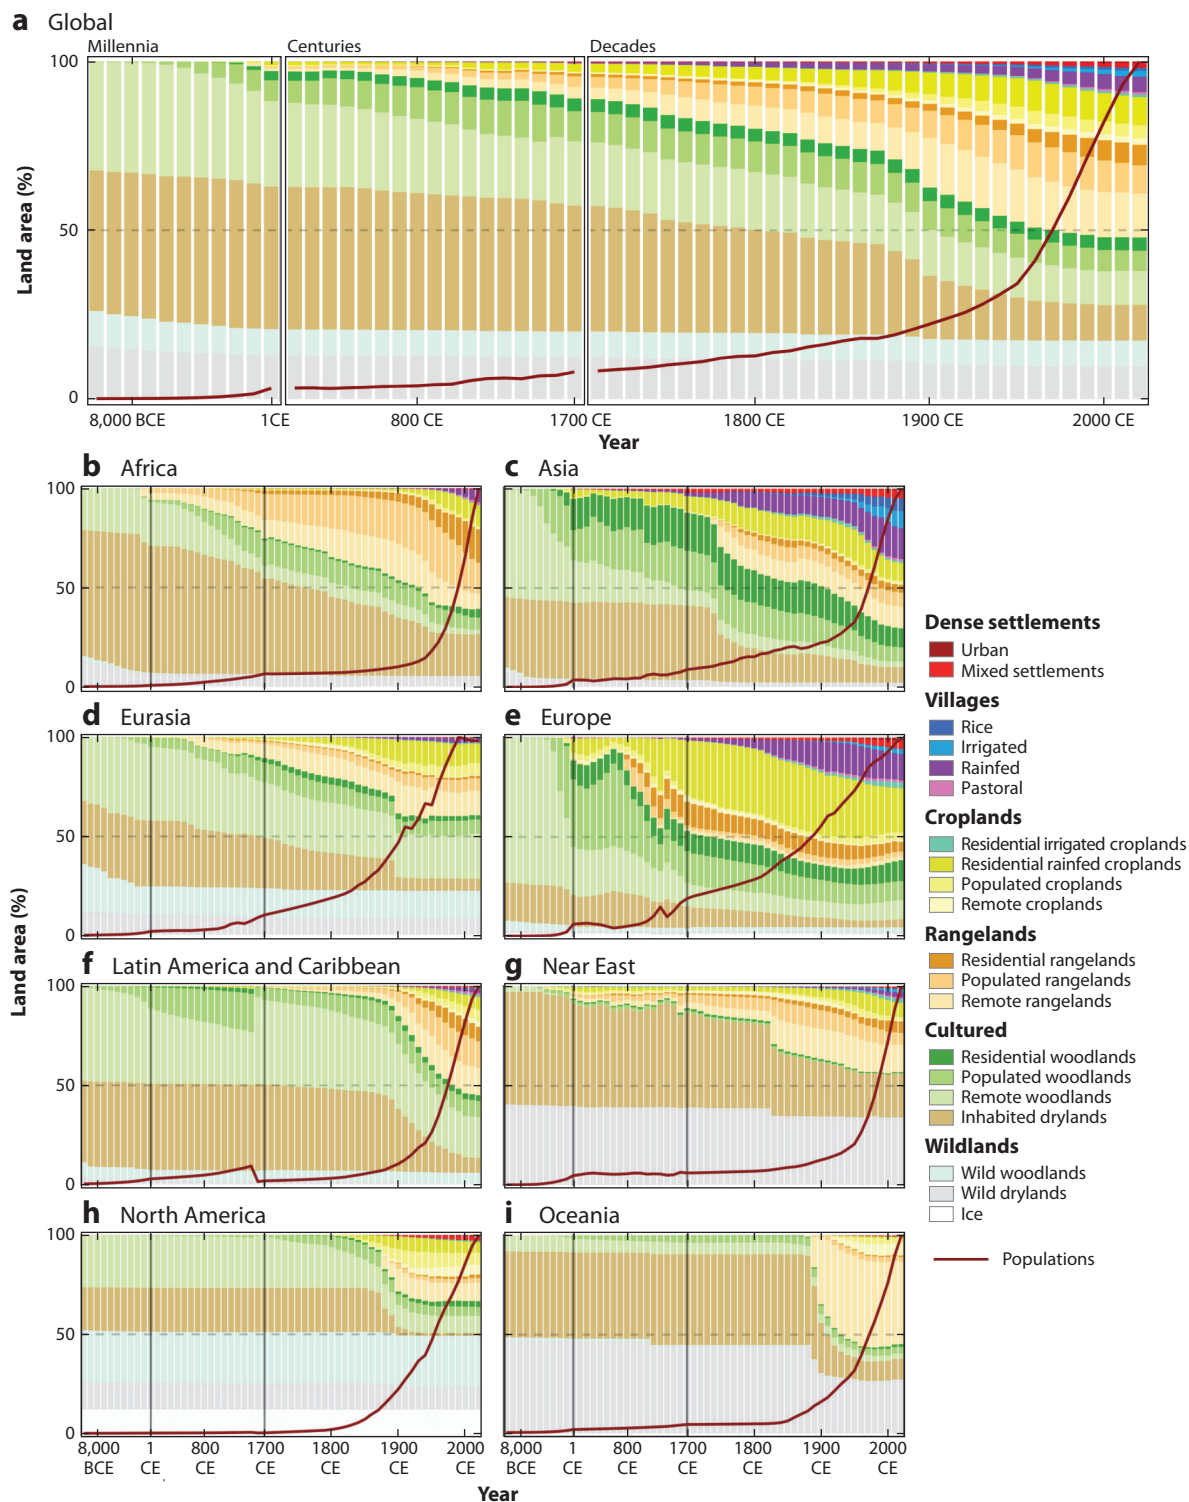 a Global
Millennia Centuries Decades
100
50
0
Land area (%)
8,000 BCE 1CE 800 CE 1700 CE 1800 CE 1900 CE 2000 CE
Year
b Africa
c Asia
100
50
0
d Eurasia
e Europe
100
50
0
Land area (%)
f Latin America and Caribbean
g Near East
100
50
0
h North America
i Oceania
100
50
0
8,000 1 800 1700 1800 1900 2000 8,000 1 800 1700 1800 1900 2000
BCE CE CE CE CE CE CE BCE CE CE CE CE CE CE
Year
Dense settlements
Urban
Mixed settlements
Villages
Rice
Irrigated
Rainfed
Pastoral
Croplands
Residential irrigated croplands
Residential rainfed croplands
Populated croplands
Remote croplands
Rangelands
Residential rangelands
Populated rangelands
Remote rangelands
Cultured
Residential woodlands
Populated woodlands
Remote woodlands
Inhabited drylands
Wildlands
Wild woodlands
Wild drylands
Ice
Populations